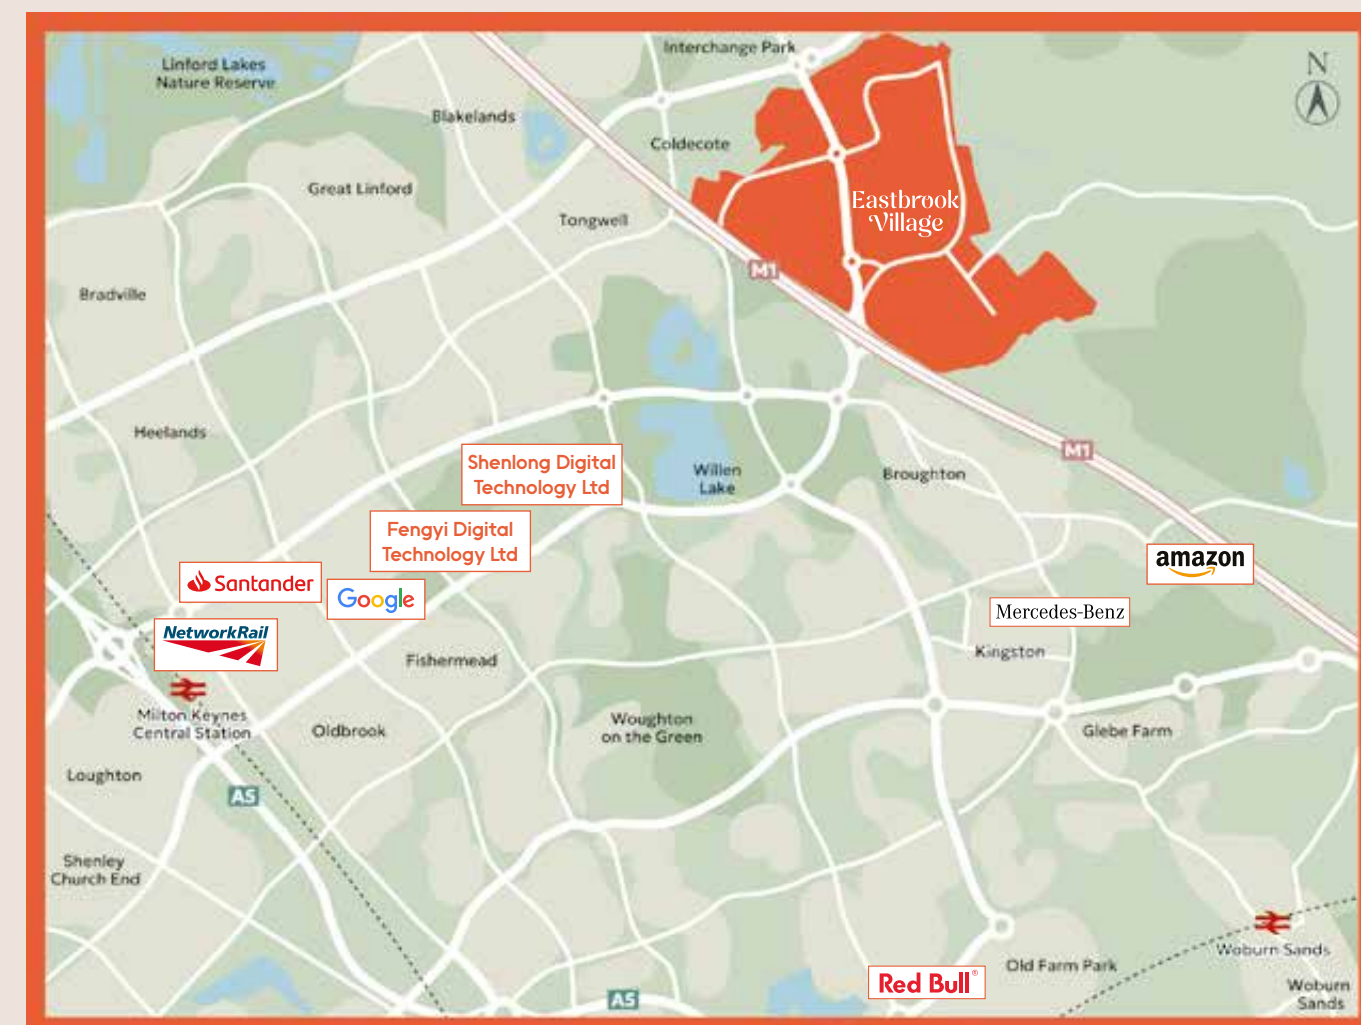 Interchange Park
Linford Lakes
Nature Reserve
N
Blakelands
Coldecote
Great Linford
Eastbrook
Village
Tongwell
M1
Bradville
Heelands
M1
Shenlong Digital
Technology Ltd
Willen
Lake
Broughton
Fengyi Digital
Technology Ltd
amazon
Santander
Google
Mercedes-Benz
NetworkRail
Kingston
Fishermead
Milton Keynes
Central Station
Oldbrook
Woughton
on the Green
Glebe Farm
Loughton
A5
Shenley
Church End
Woburn Sands
Old Farm Park
Red Bull®
Woburn
Sands
A5